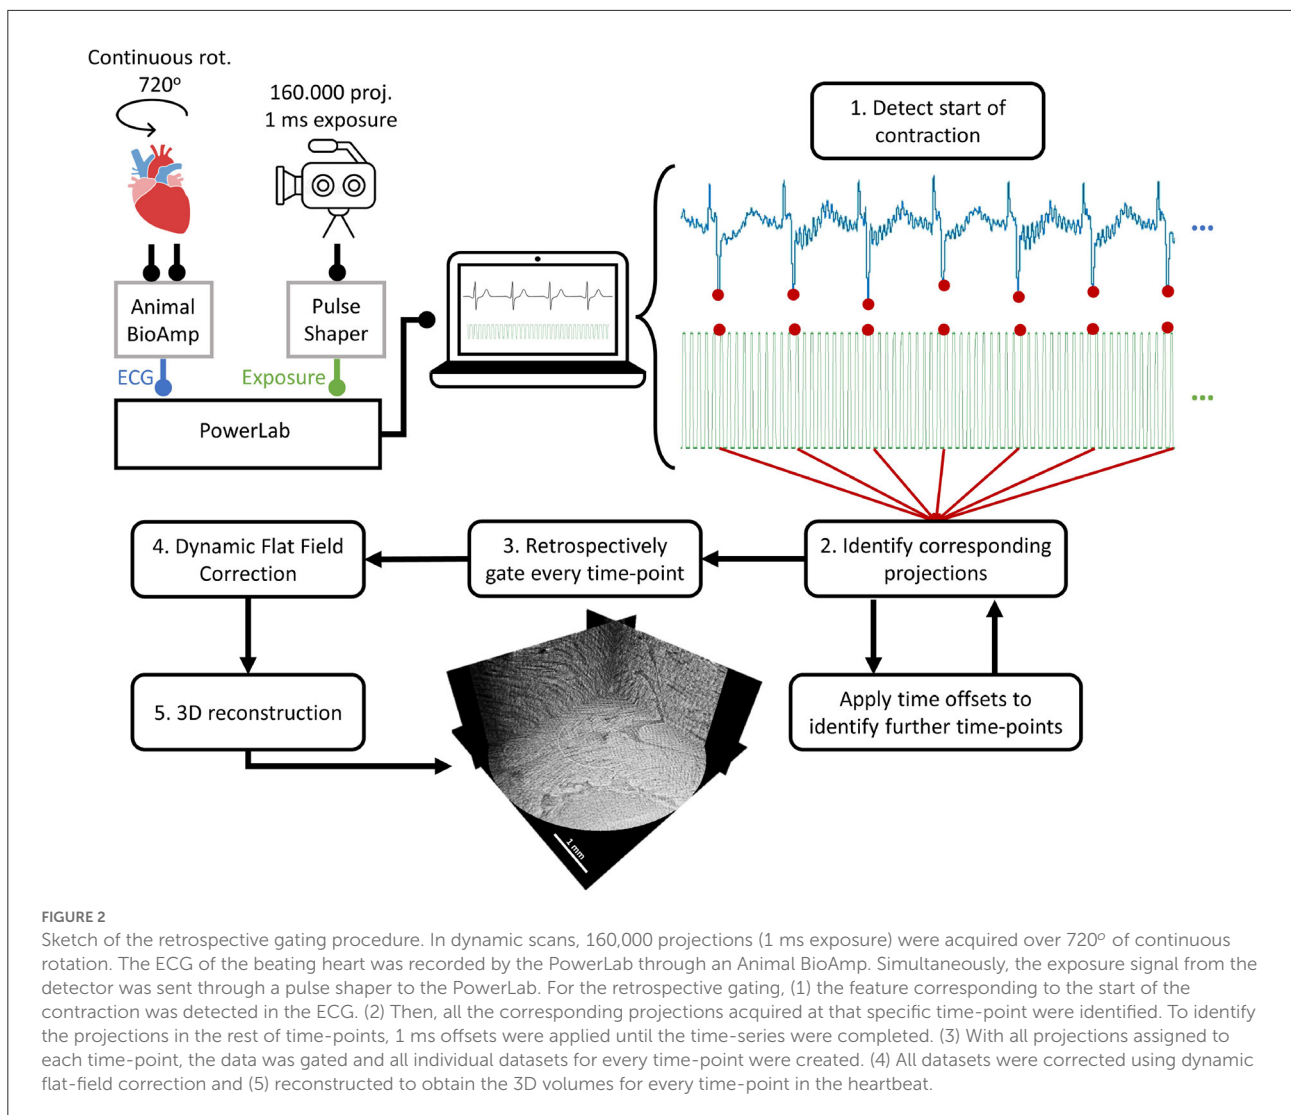 Continuous rot.
720º
160.000 proj.
1 ms exposure
1. Detect start of
contraction
Animal
BioAmp
Pulse
Shaper
ECG
Exposure
PowerLab
4. Dynamic Flat Field
Correction
3. Retrospectively
gate every time-point
2. Identify corresponding
projections
5. 3D reconstruction
Apply time offsets to
identify further time-points
1 mm
FIGURE 2
Sketch of the retrospective gating procedure. In dynamic scans, 160,000 projections (1 ms exposure) were acquired over 720º of continuous
rotation. The ECG of the beating heart was recorded by the PowerLab through an Animal BioAmp. Simultaneously, the exposure signal from the
detector was sent through a pulse shaper to the PowerLab. For the retrospective gating, (1) the feature corresponding to the start of the
contraction was detected in the ECG. (2) Then, all the corresponding projections acquired at that specific time-point were identified. To identify
the projections in the rest of time-points, 1 ms offsets were applied until the time-series were completed. (3) With all projections assigned to
each time-point, the data was gated and all individual datasets for every time-point were created. (4) All datasets were corrected using dynamic
flat-field correction and (5) reconstructed to obtain the 3D volumes for every time-point in the heartbeat.